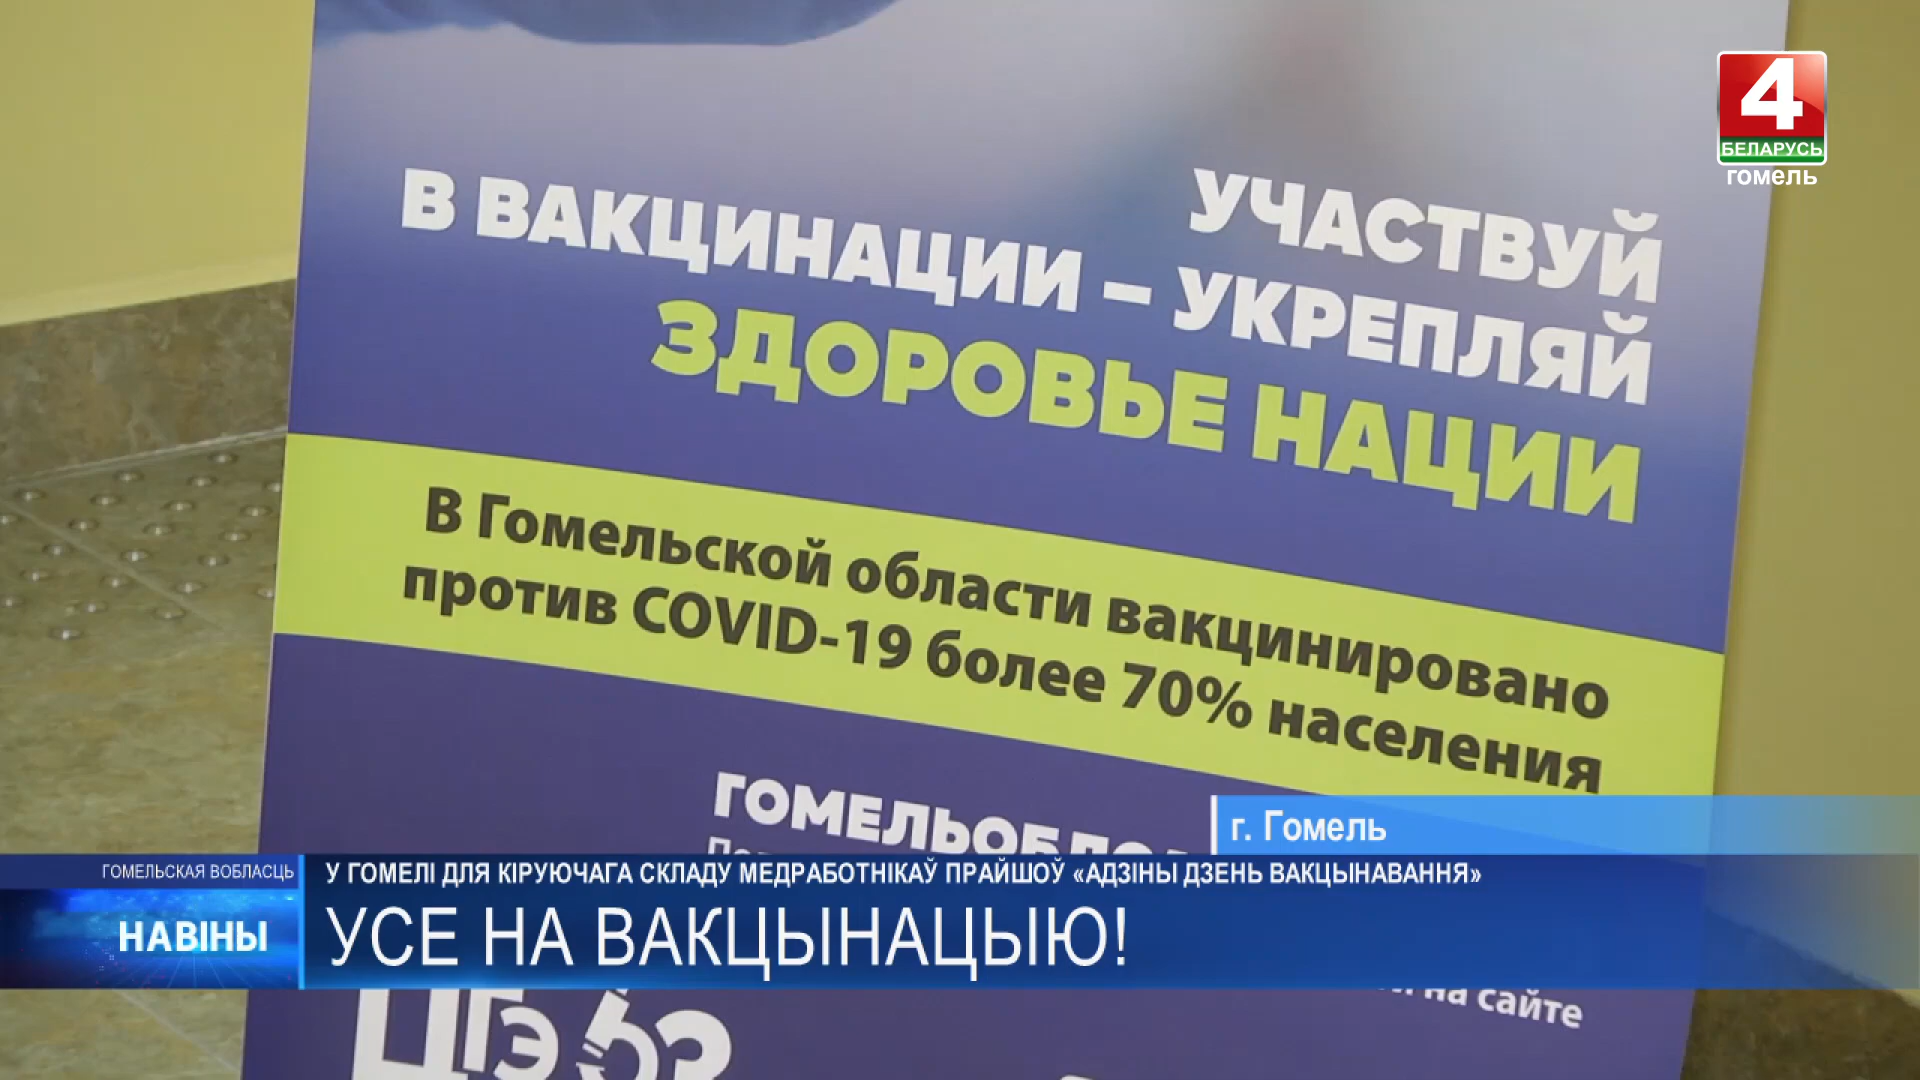 4
БЕЛАРУСЬ
гомель
УЧАСТВУЙ
В ВАКЦИНАЦИИ – УКРЕПЛЯЙ
ЗДОРОВЬЕ НАЦИИ
В Гомельской области вакцинировано
против COVID-19 более 70% населения
г. Гомель
ГОМЕЛЬСКАЯ ВОБЛАСЦЬ
У ГОМЕЛІ ДЛЯ КІРУЮЧАГА СКЛАДУ МЕДРАБОТНІКАЎ ПРАЙШОЎ «АДЗІНЫ ДЗЕНЬ ВАКЦЫНАВАННЯ»
НАВІНЫ
УСЕ НА ВАКЦЫНАЦЫЮ!
на сайте